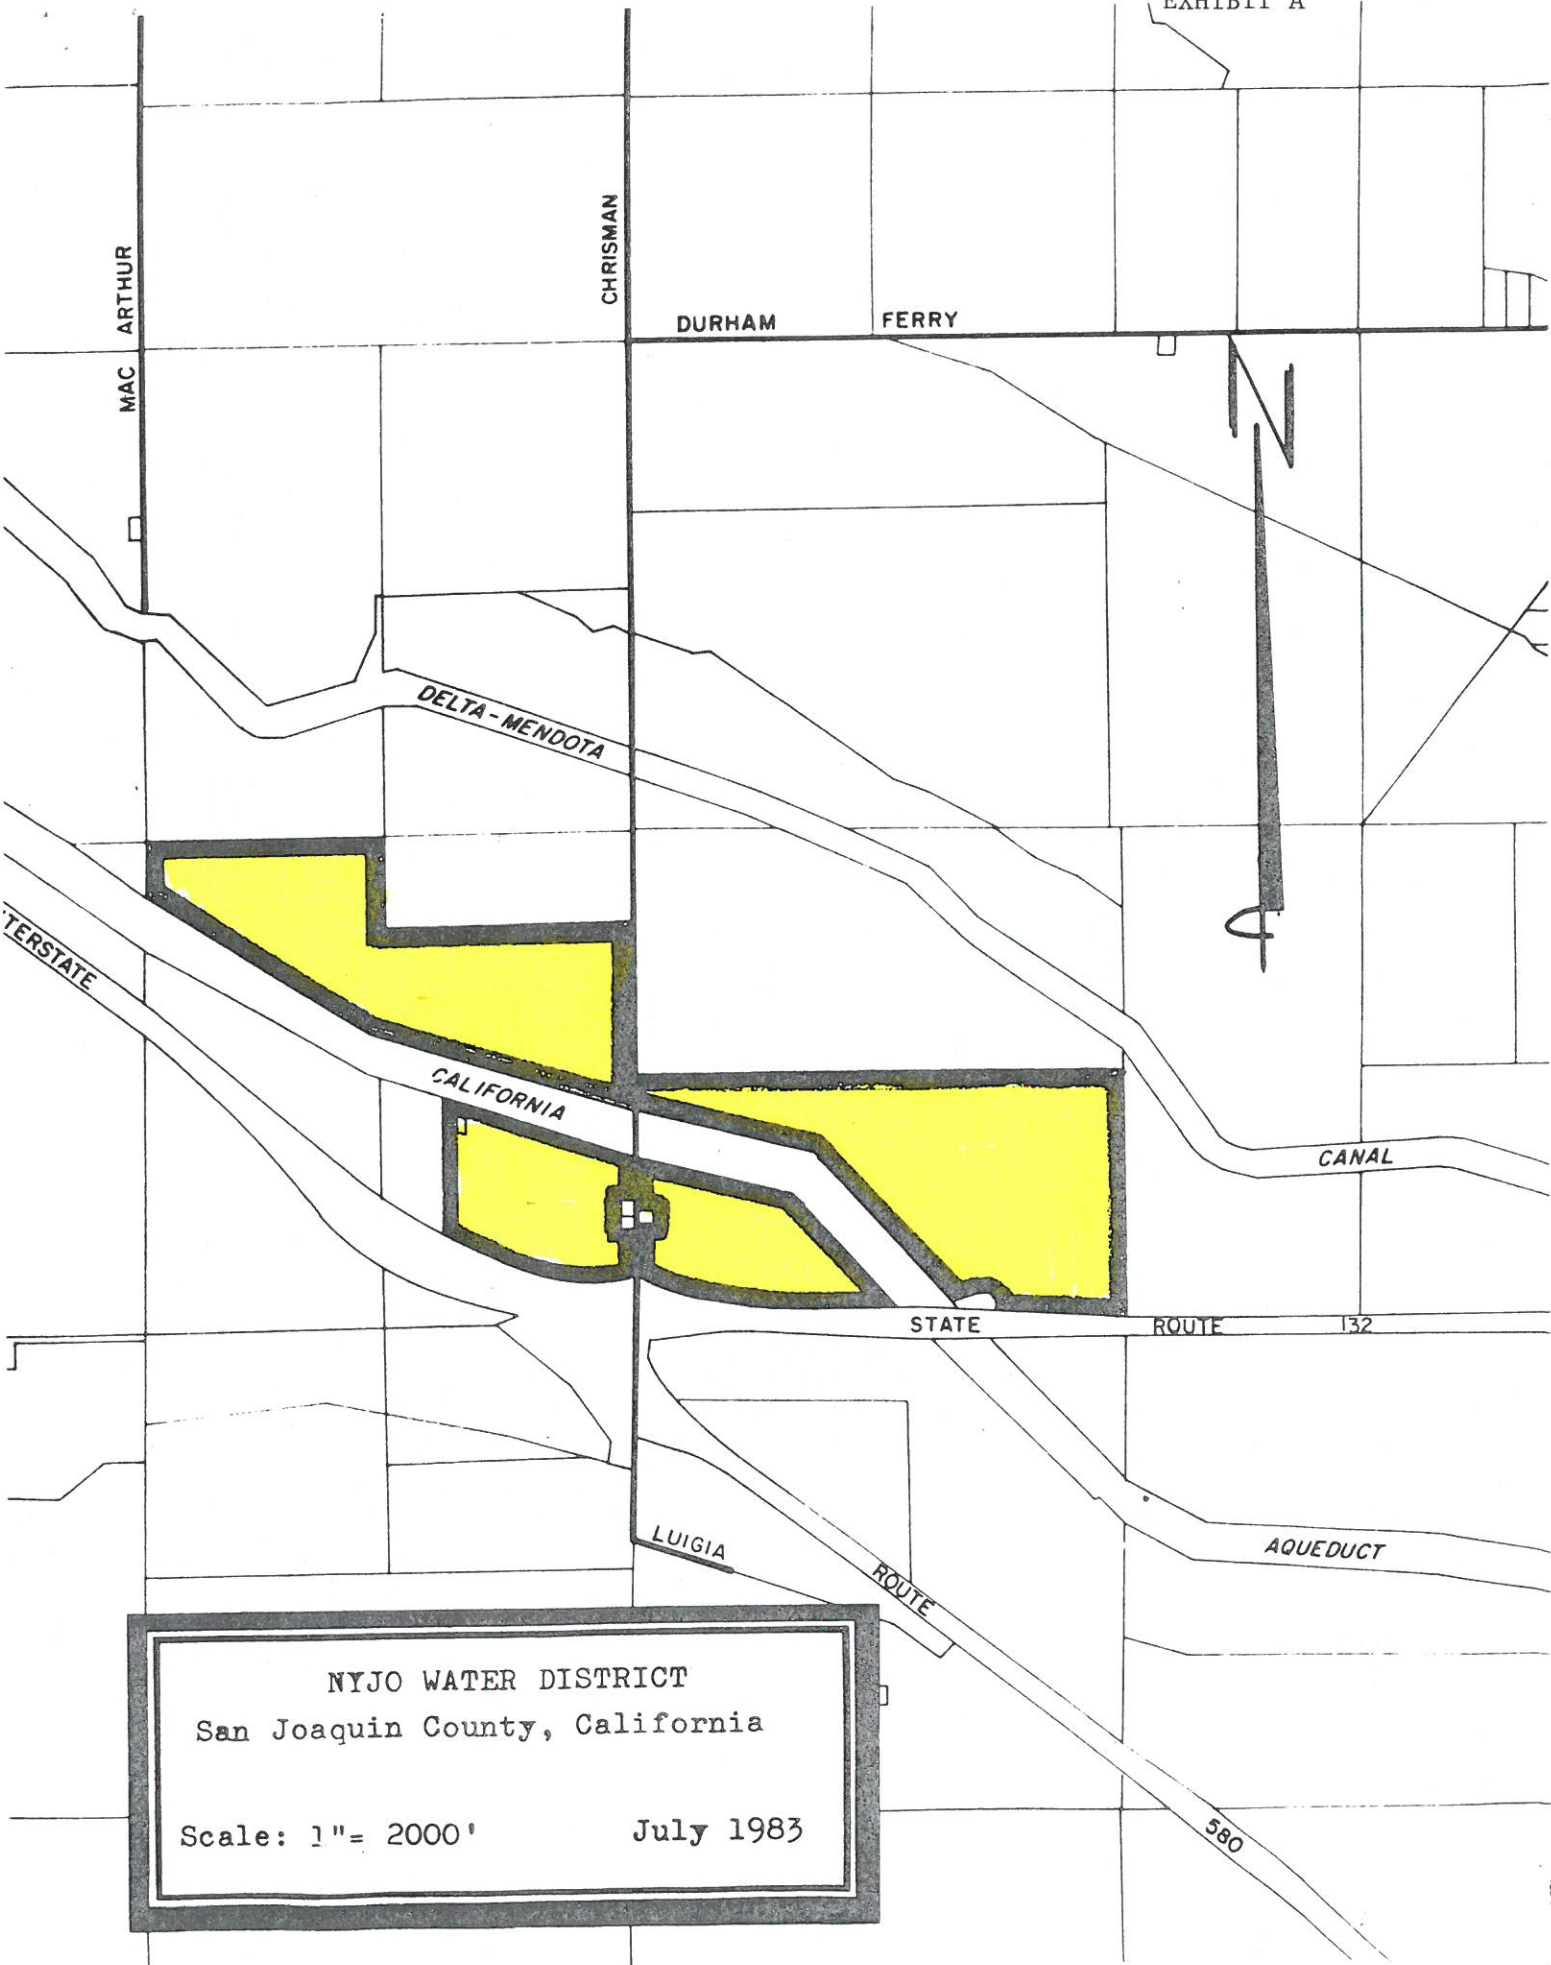 EXHIBIT A
MAC ARTHUR
CHRISMAN
DURHAM FERRY
N
DELTA-MENDOTA
INTERSTATE
CALIFORNIA
CANAL
STATE ROUTE 132
LUIGIA
ROUTE
AQUEDUCT
580
NYJO WATER DISTRICT
San Joaquin County, California
Scale: 1"= 2000' July 1983